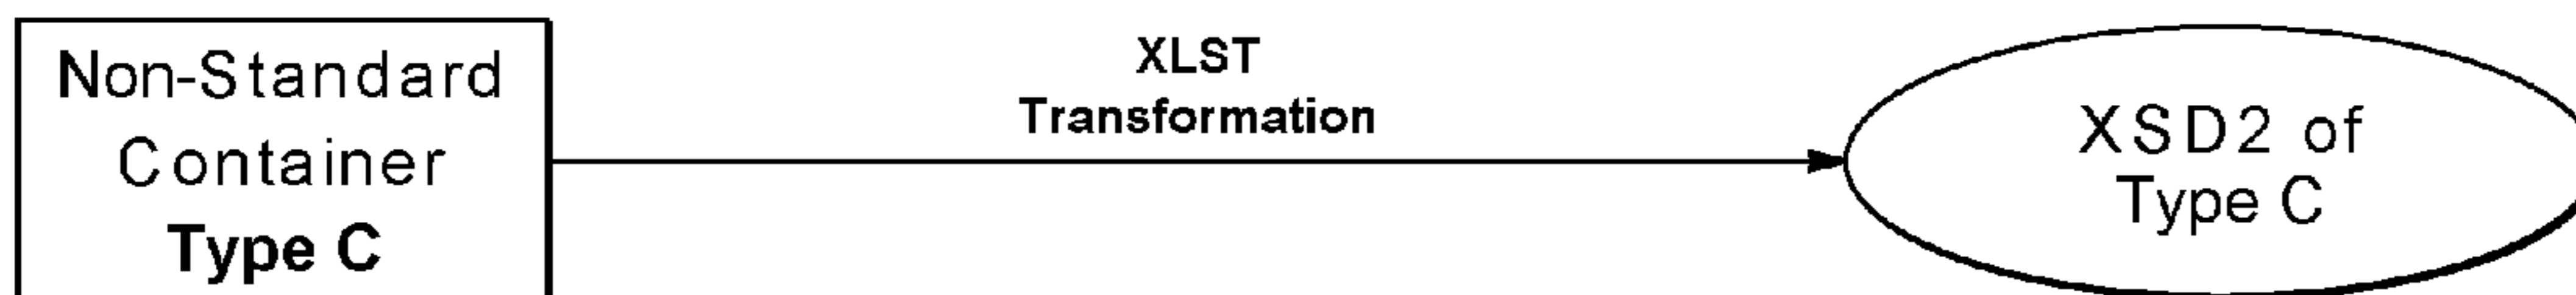 Non-Standard
Container
Type C
XLST
Transformation
XSD2 of
Type C